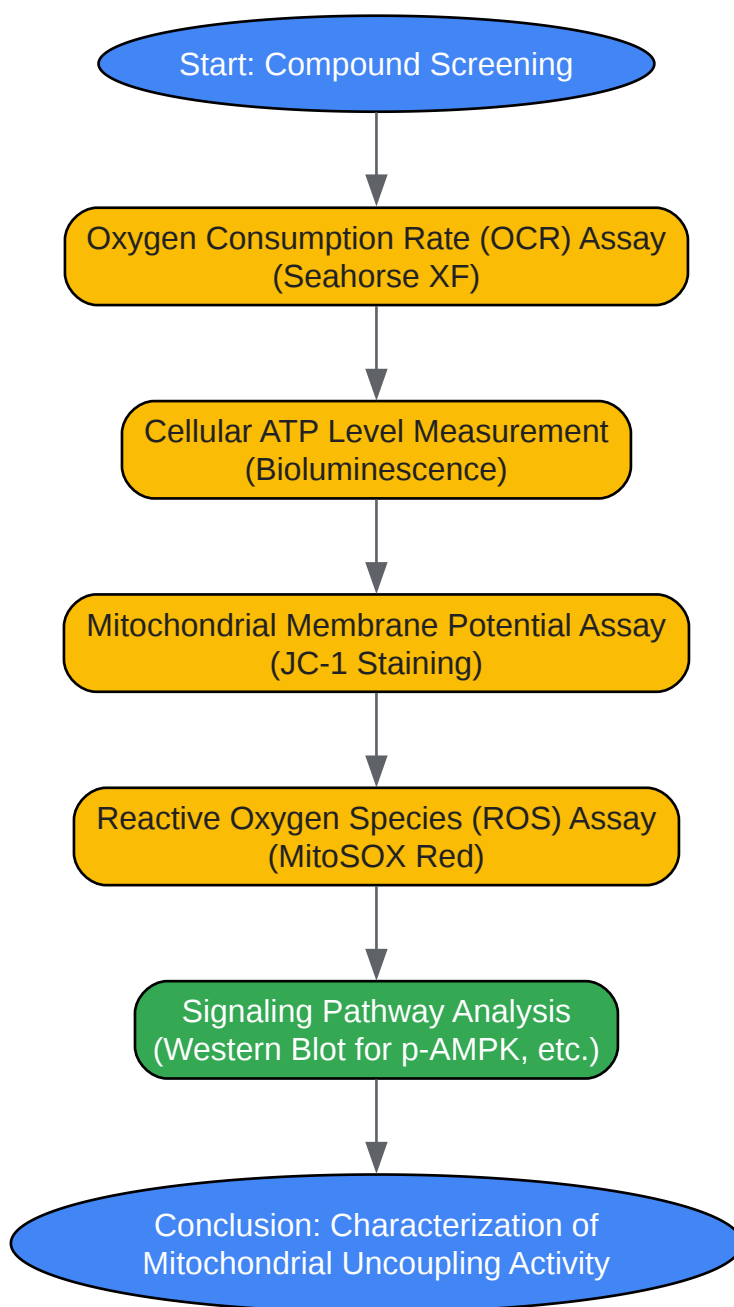 Start: Compound Screening
Oxygen Consumption Rate (OCR) Assay
(Seahorse XF)
Cellular ATP Level Measurement
(Bioluminescence)
Mitochondrial Membrane Potential Assay
(JC-1 Staining)
Reactive Oxygen Species (ROS) Assay
(MitoSOX Red)
Signaling Pathway Analysis
(Western Blot for p-AMPK, etc.)
Conclusion: Characterization of
Mitochondrial Uncoupling Activity